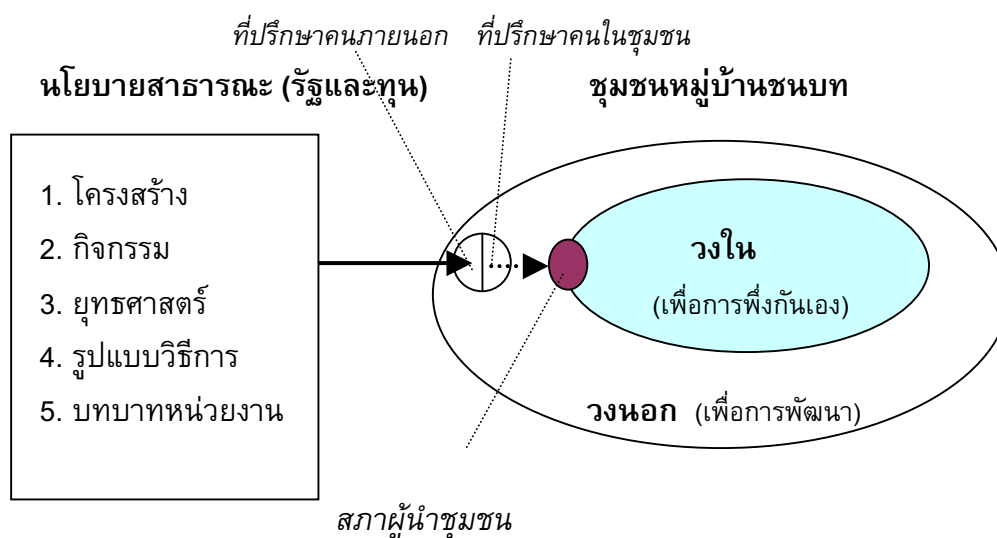 ที่ปรึกษาคนภายนอก ที่ปรึกษาคนในชุมชน
นโยบายสาธารณะ (รัฐและทุน) ชุมชนหมู่บ้านชนบท
1. โครงสร้าง
2. กิจกรรม
3. ยุทธศาสตร์
4. รูปแบบวิธีการ
5. บทบาทหน่วยงาน
วงใน
(เพื่อการพึ่งกันเอง)
วงนอก (เพื่อการพัฒนา)
สภาผู้นำชุมชน